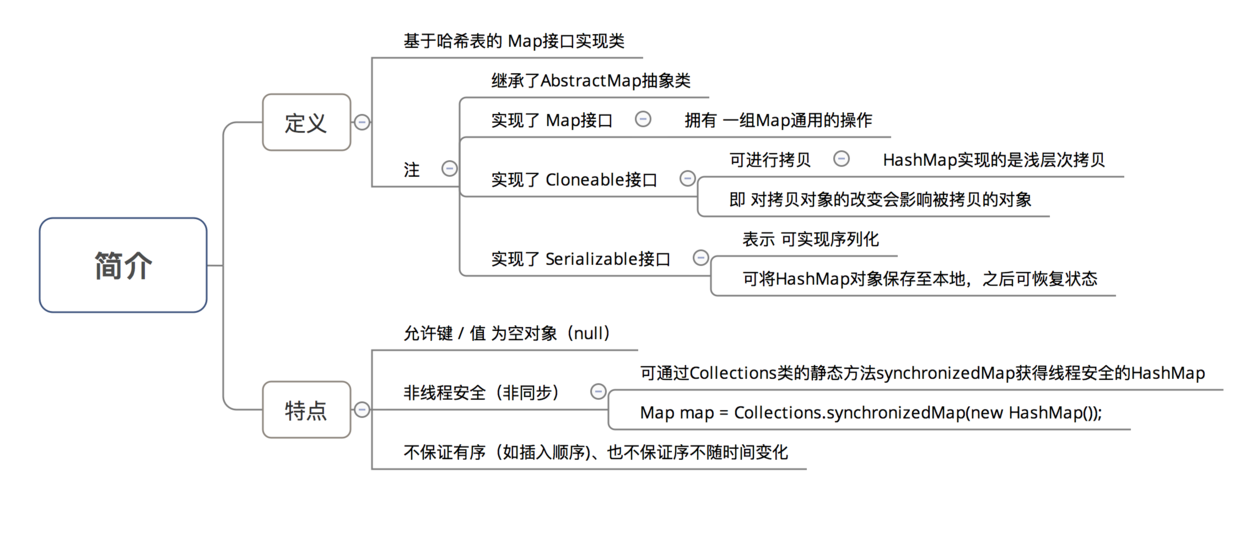 简介
定义
基于哈希表的 Map接口实现类
注
继承了AbstractMap抽象类
实现了 Map接口
拥有 一组Map通用的操作
实现了 Cloneable接口
可进行拷贝
HashMap实现的是浅层次拷贝
即 对拷贝对象的改变会影响被拷贝的对象
实现了 Serializable接口
表示 可实现序列化
可将HashMap对象保存至本地，之后可恢复状态
特点
允许键 / 值 为空对象（null）
非线程安全（非同步）
可通过Collections类的静态方法synchronizedMap获得线程安全的HashMap
Map map = Collections.synchronizedMap(new HashMap());
不保证有序（如插入顺序)、也不保证序不随时间变化